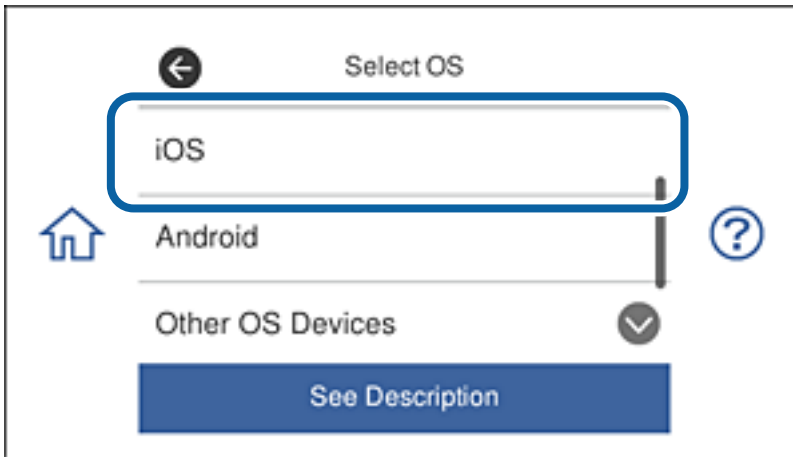 Select OS
iOS
Android
Other OS Devices
See Description